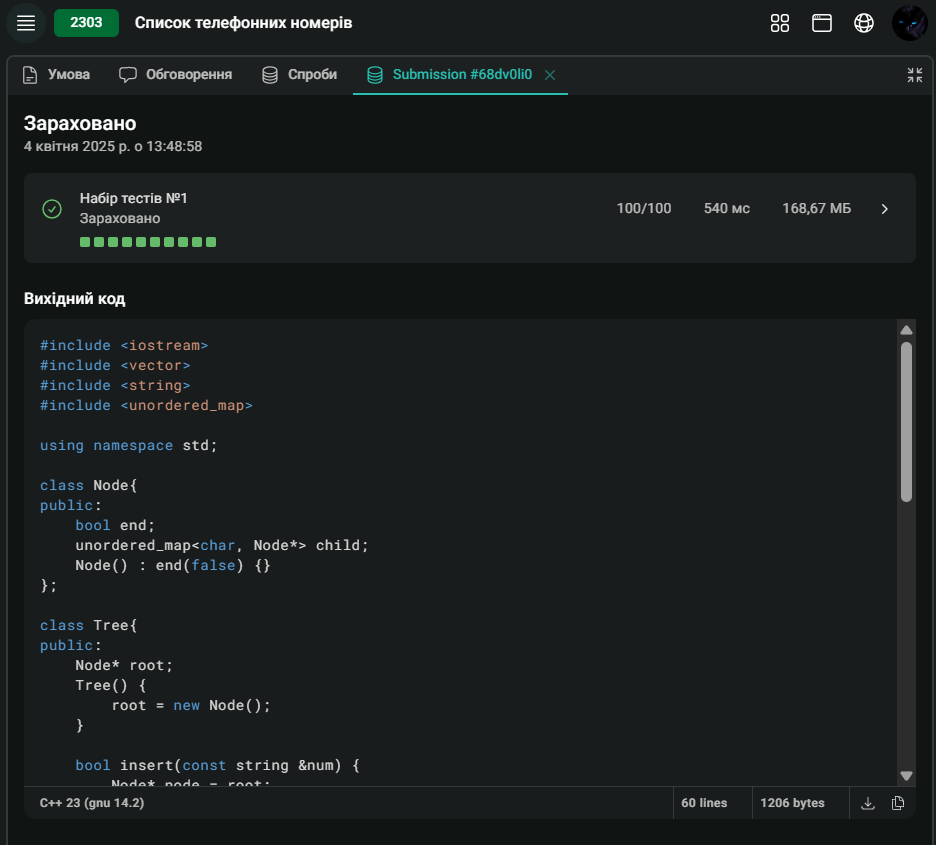 2303 Список телефонних номерів
Умова Обговорення Спроби Submission #68dv0li0
Зараховано
4 квітня 2025 р. о 13:48:58
Набір тестів №1
Зараховано
100/100 540 мс 168,67 МБ
Вихідний код
#include <iostream>
#include <vector>
#include <string>
#include <unordered_map>
using namespace std;
class Node{
public:
    bool end;
    unordered_map<char, Node*> child;
    Node() : end(false) {}
};
class Tree{
public:
    Node* root;
    Tree() {
        root = new Node();
    }
    bool insert(const string &num) {
        Node* node = root;
C++ 23 (gnu 14.2) 60 lines 1206 bytes